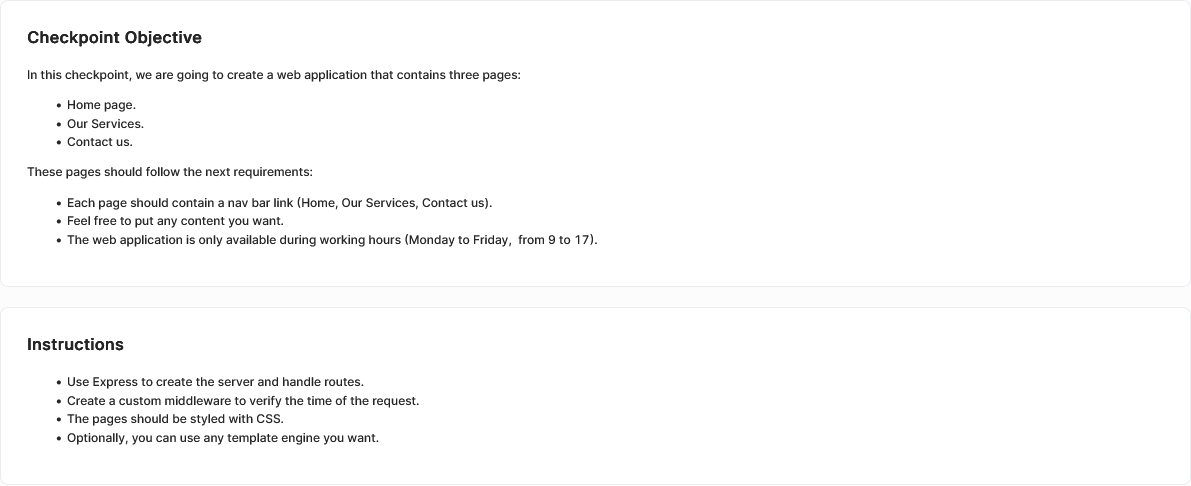 Checkpoint Objective
In this checkpoint, we are going to create a web application that contains three pages:
• Home page.
• Our Services.
• Contact us.
These pages should follow the next requirements:
• Each page should contain a nav bar link (Home, Our Services, Contact us).
• Feel free to put any content you want.
• The web application is only available during working hours (Monday to Friday,  from 9 to 17).
Instructions
• Use Express to create the server and handle routes.
• Create a custom middleware to verify the time of the request.
• The pages should be styled with CSS.
• Optionally, you can use any template engine you want.